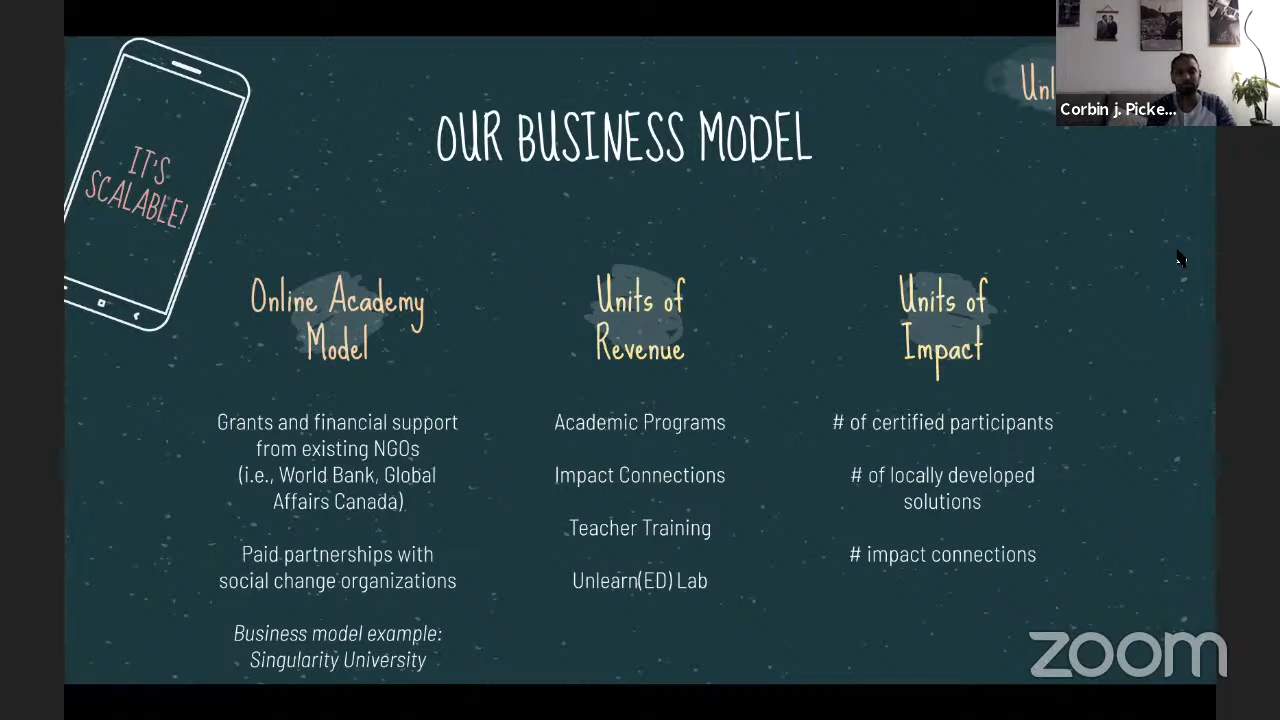 Unl
Corbin j. Picke...
OUR BUSINESS MODEL
IT'S
SCALABLE!
Online Academy
Model
Grants and financial support
from existing NGOs
(i.e., World Bank, Global
Affairs Canada)
Paid partnerships with
social change organizations
Business model example:
Singularity University
Units of
Revenue
Academic Programs
Impact Connections
Teacher Training
Unlearn(ED) Lab
Units of
Impact
# of certified participants
# of locally developed
solutions
# impact connections
zoom